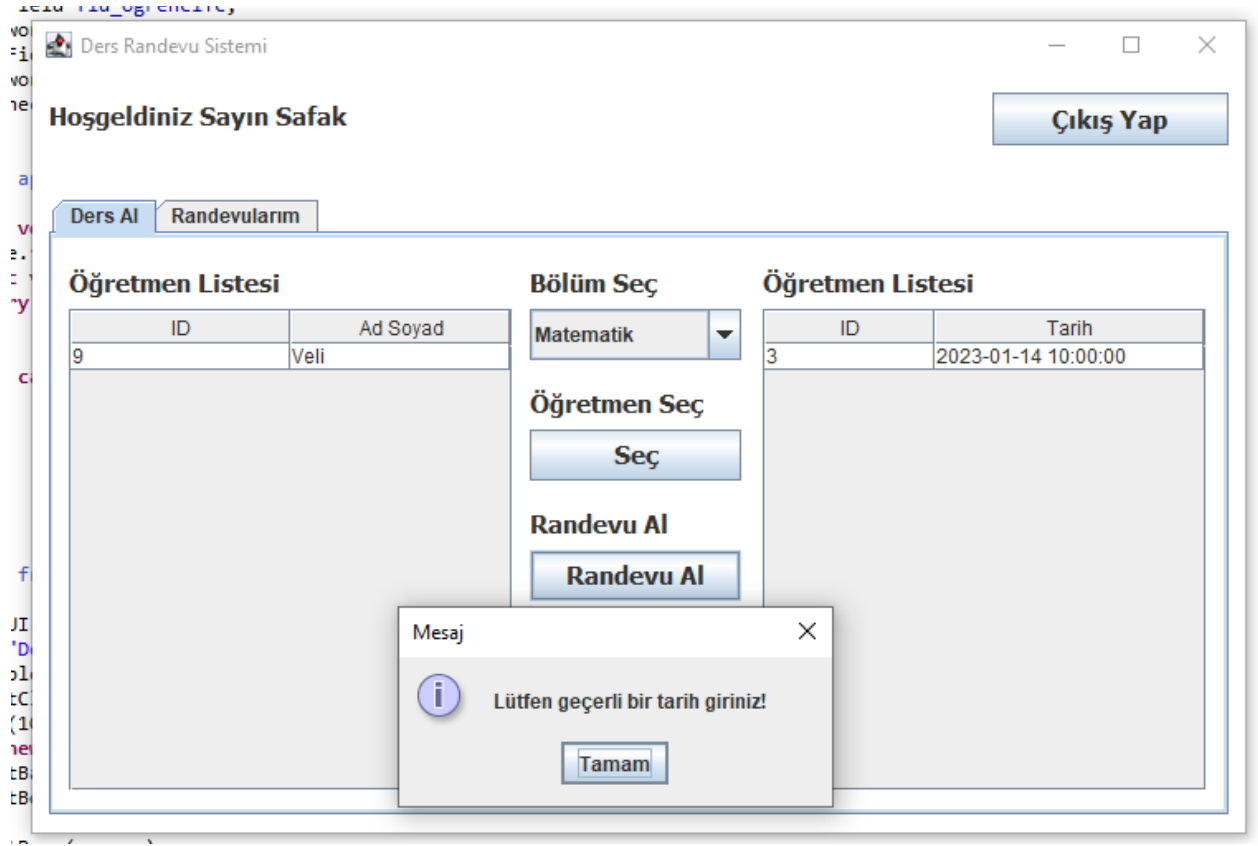 Ders Randevu Sistemi
Hoşgeldiniz Sayın Safak
Çıkış Yap
Ders Al Randevularım
Öğretmen Listesi
ID Ad Soyad
9 Veli
Bölüm Seç
Matematik
Öğretmen Seç
Seç
Randevu Al
Randevu Al
Öğretmen Listesi
ID Tarih
3 2023-01-14 10:00:00
Mesaj
Lütfen geçerli bir tarih giriniz!
Tamam